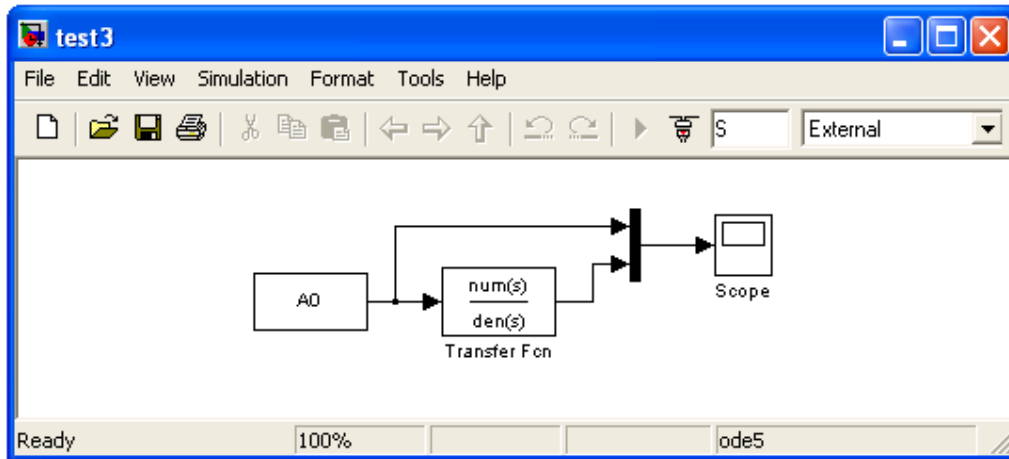 test3
File Edit View Simulation Format Tools Help
S External
A0
num(s)
den(s)
Transfer Fcn
Scope
Ready 100% ode5